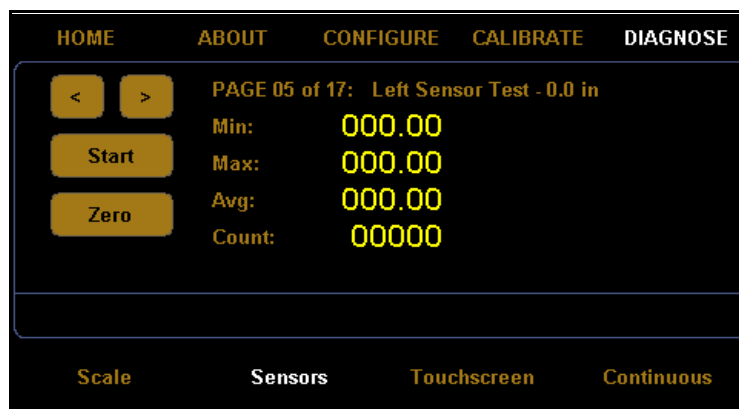 HOME ABOUT CONFIGURE CALIBRATE DIAGNOSE
< > PAGE 05 of 17: Left Sensor Test - 0.0 in
Min: 000.00
Start Max: 000.00
Zero Avg: 000.00
Count: 00000
Scale Sensors Touchscreen Continuous